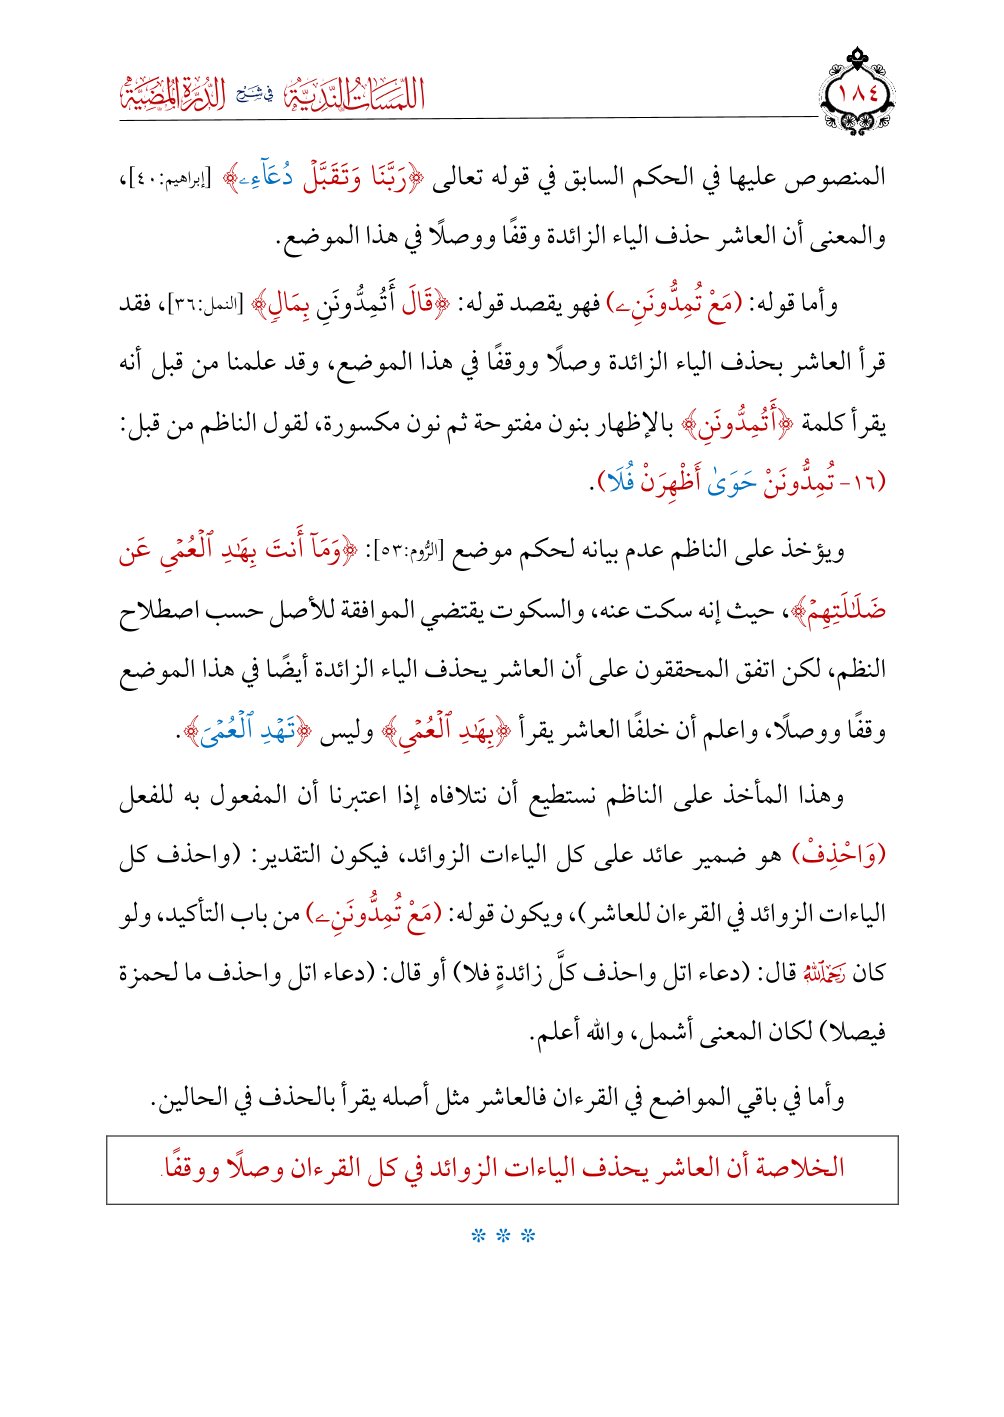 ١٨٤
اللمسات الندية في شرح الدرة المضية
المنصوص عليها في الحكم السابق في قوله تعالى ﴿رَبَّنَا وَتَقَبَّلۡ دُعَآءِۦ﴾ [إبراهيم:٤٠]،
والمعنى أن العاشر حذف الياء الزائدة وقفًا ووصلًا في هذا الموضع.
وأما قوله: (مَعْ تُمِدُّونَنِۦ) فهو يقصد قوله: ﴿قَالَ أَتُمِدُّونَنِ بِمَالٖ﴾ [النمل:٣٦]، فقد
قرأ العاشر بحذف الياء الزائدة وصلًا ووقفًا في هذا الموضع، وقد علمنا من قبل أنه
يقرأ كلمة ﴿أَتُمِدُّونَنِ﴾ بالإظهار بنون مفتوحة ثم نون مكسورة، لقول الناظم من قبل:
(١٦- تُمِدُّونَنْ حَوَىٰ أَظْهِرَنْ فُلَا).
ويؤخذ على الناظم عدم بيانه لحكم موضع [الرُّوم:٥٣]: ﴿وَمَآ أَنتَ بِهَٰدِ ٱلۡعُمۡيِ عَن
ضَلَٰلَتِهِمۡ﴾، حيث إنه سكت عنه، والسكوت يقتضي الموافقة للأصل حسب اصطلاح
النظم، لكن اتفق المحققون على أن العاشر يحذف الياء الزائدة أيضًا في هذا الموضع
وقفًا ووصلًا، واعلم أن خلفًا العاشر يقرأ ﴿بِهَٰدِ ٱلۡعُمۡيِ﴾ وليس ﴿تَهۡدِ ٱلۡعُمۡيَ﴾.
وهذا المأخذ على الناظم نستطيع أن نتلافاه إذا اعتبرنا أن المفعول به للفعل
(وَاحْذِفْ) هو ضمير عائد على كل الياءات الزوائد، فيكون التقدير: (واحذف كل
الياءات الزوائد في القرءان للعاشر)، ويكون قوله: (مَعْ تُمِدُّونَنِۦ) من باب التأكيد، ولو
كان رَحِمَهُ ٱللَّهُ قال: (دعاء اتل واحذف كلَّ زائدةٍ فلا) أو قال: (دعاء اتل واحذف ما لحمزة
فيصلا) لكان المعنى أشمل، والله أعلم.
وأما في باقي المواضع في القرءان فالعاشر مثل أصله يقرأ بالحذف في الحالين.
الخلاصة أن العاشر يحذف الياءات الزوائد في كل القرءان وصلًا ووقفًا.
* * *